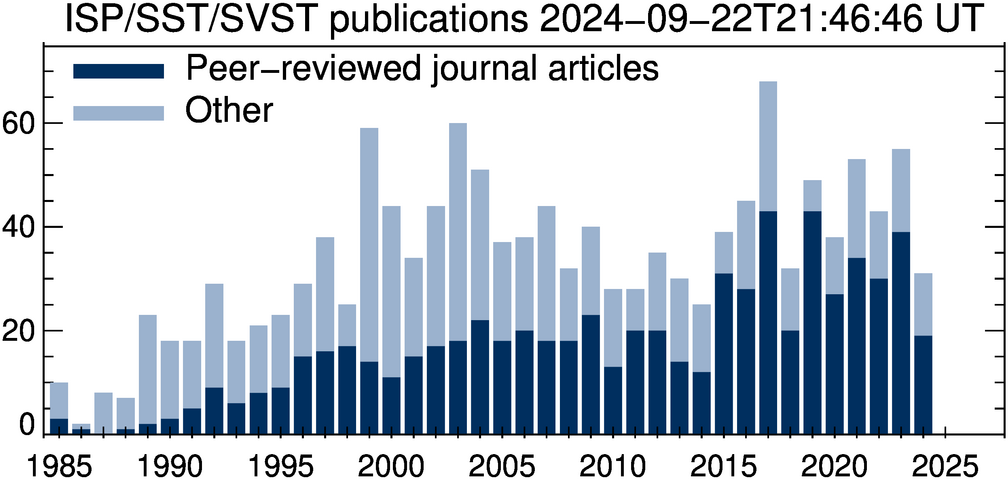 ISP/SST/SVST publications 2024−09−22T21:46:46 UT
Peer−reviewed journal articles
Other
60
40
20
0
1985 1990 1995 2000 2005 2010 2015 2020 2025